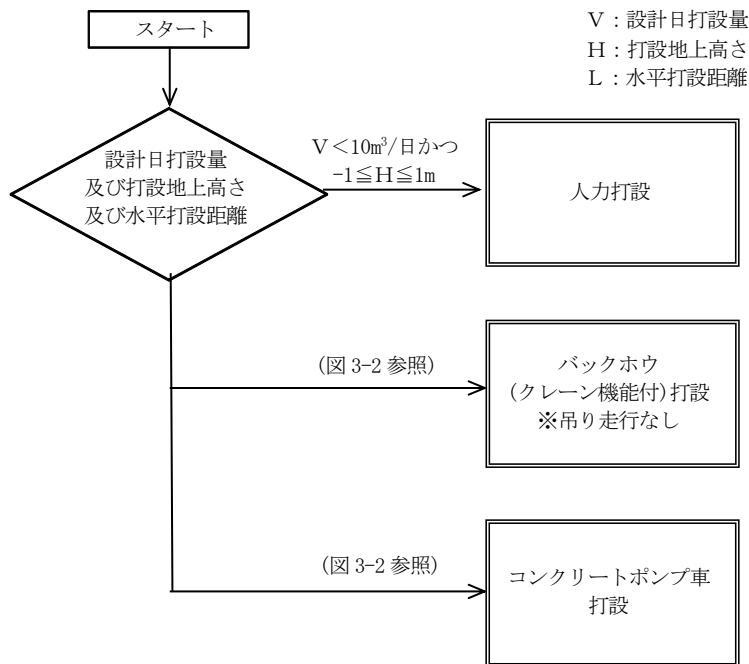 スタート
V：設計日打設量
H：打設地上高さ
L：水平打設距離
設計日打設量
及び打設地上高さ
及び水平打設距離
V＜10m³/日かつ
-1≦H≦1m
人力打設
(図 3-2 参照)
バックホウ
(クレーン機能付)打設
※吊り走行なし
(図 3-2 参照)
コンクリートポンプ車
打設